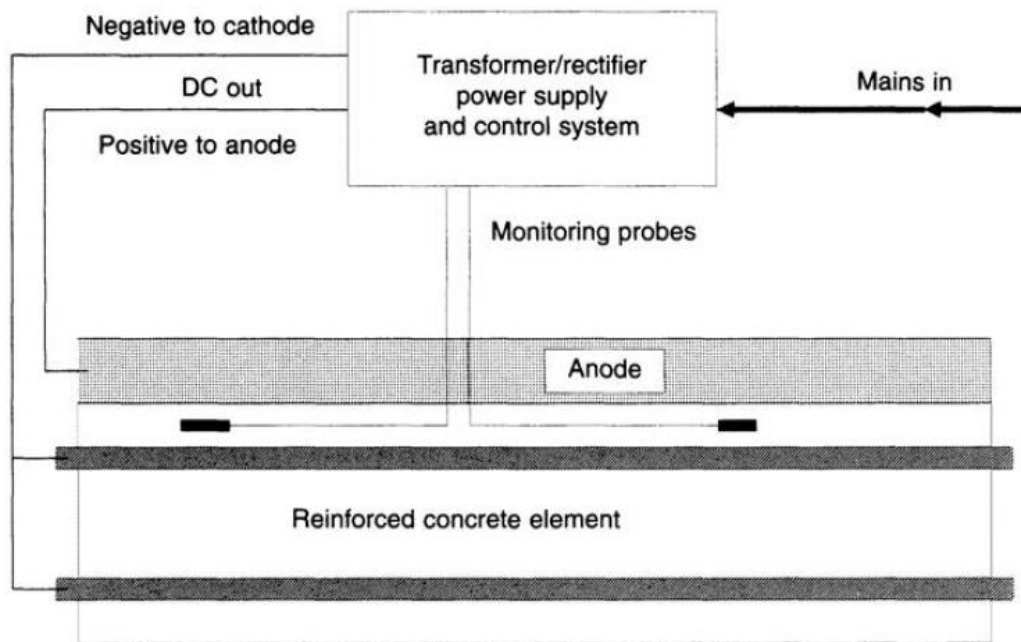 Negative to cathode
DC out
Positive to anode
Transformer/rectifier
power supply
and control system
Mains in
Monitoring probes
Anode
Reinforced concrete element